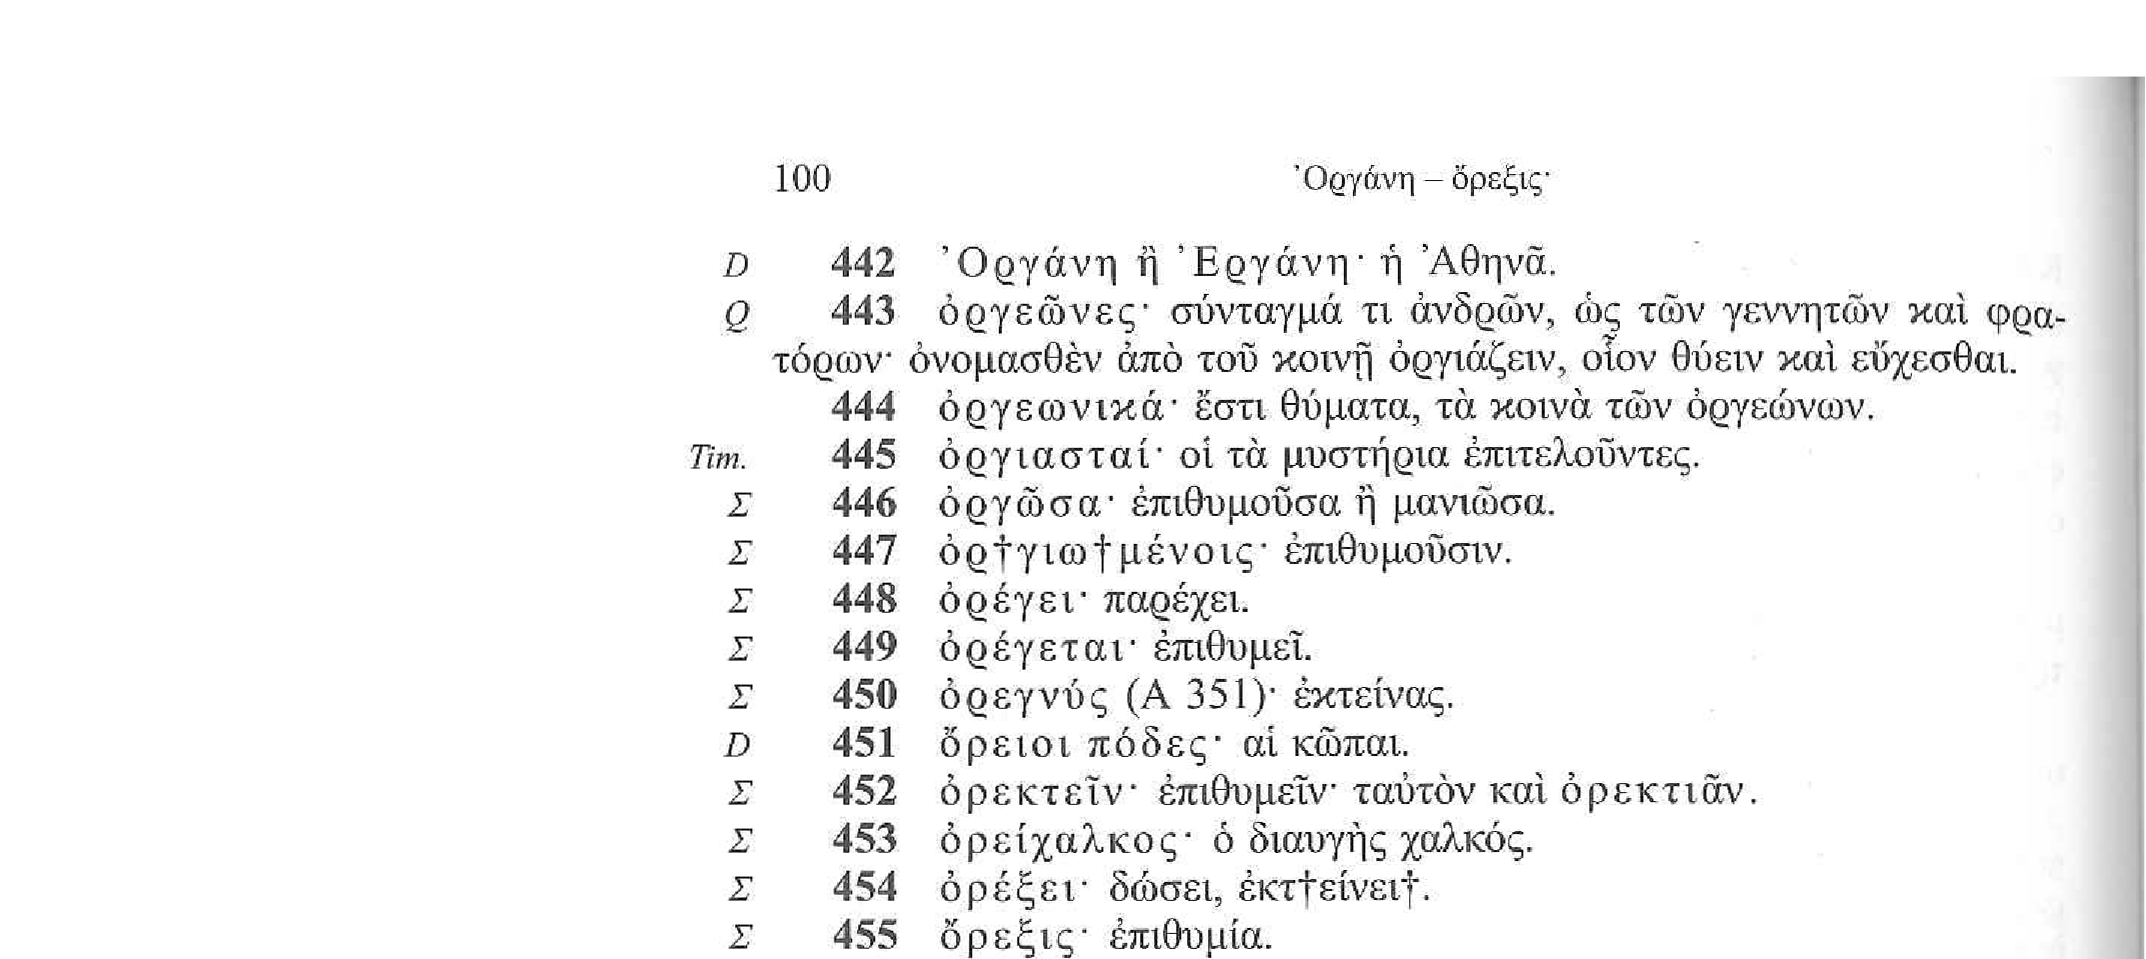 100 Ὀργάνη – ὄρεξις·
D 442 Ὀργάνη ἢ Ἐργάνη· ἡ Ἀθηνᾶ.
Q 443 ὀργεῶνες· σύνταγμά τι ἀνδρῶν, ὡς τῶν γεννητῶν καὶ φρα-
τόρων· ὀνομασθὲν ἀπὸ τοῦ κοινῇ ὀργιάζειν, οἷον θύειν καὶ εὔχεσθαι.
444 ὀργεωνικά· ἔστι θύματα, τὰ κοινὰ τῶν ὀργεώνων.
Tim. 445 ὀργιασταί· οἱ τὰ μυστήρια ἐπιτελοῦντες.
Σ 446 ὀργῶσα· ἐπιθυμοῦσα ἢ μανιῶσα.
Σ 447 ὀρ†γιω†μένοις· ἐπιθυμοῦσιν.
Σ 448 ὀρέγει· παρέχει.
Σ 449 ὀρέγεται· ἐπιθυμεῖ.
Σ 450 ὀρεγνύς (Α 351)· ἐκτείνας.
D 451 ὄρειοι πόδες· αἱ κῶπαι.
Σ 452 ὀρεκτεῖν· ἐπιθυμεῖν· ταὐτὸν καὶ ὀρεκτιᾶν.
Σ 453 ὀρείχαλκος· ὁ διαυγὴς χαλκός.
Σ 454 ὀρέξει· δώσει, ἐκτ†είνει†.
Σ 455 ὄρεξις· ἐπιθυμία.